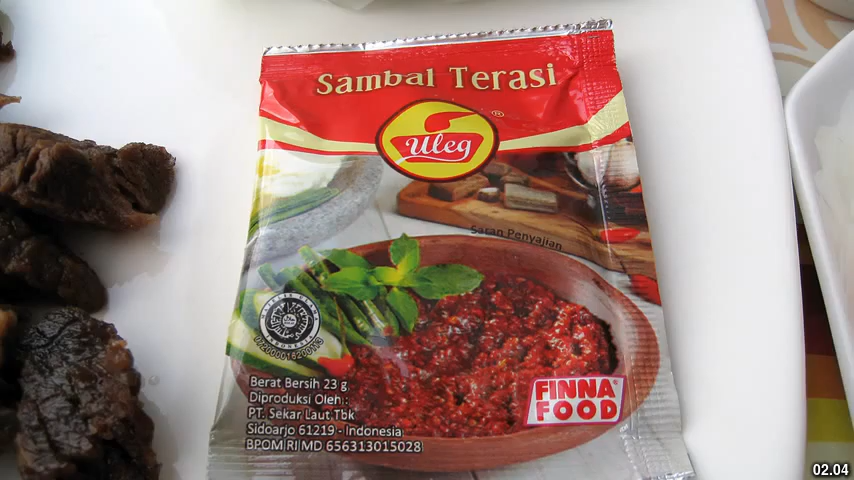 Sambal Terasi
Uleg
®
Saran Penyajian
INDONESIA
Berat Bersih 23 g
Diproduksi Oleh :
PT. Sekar Laut Tbk
Sidoarjo 61219 - Indonesia
BPOM RI MD 656313015028
FINNA®
FOOD
02.04